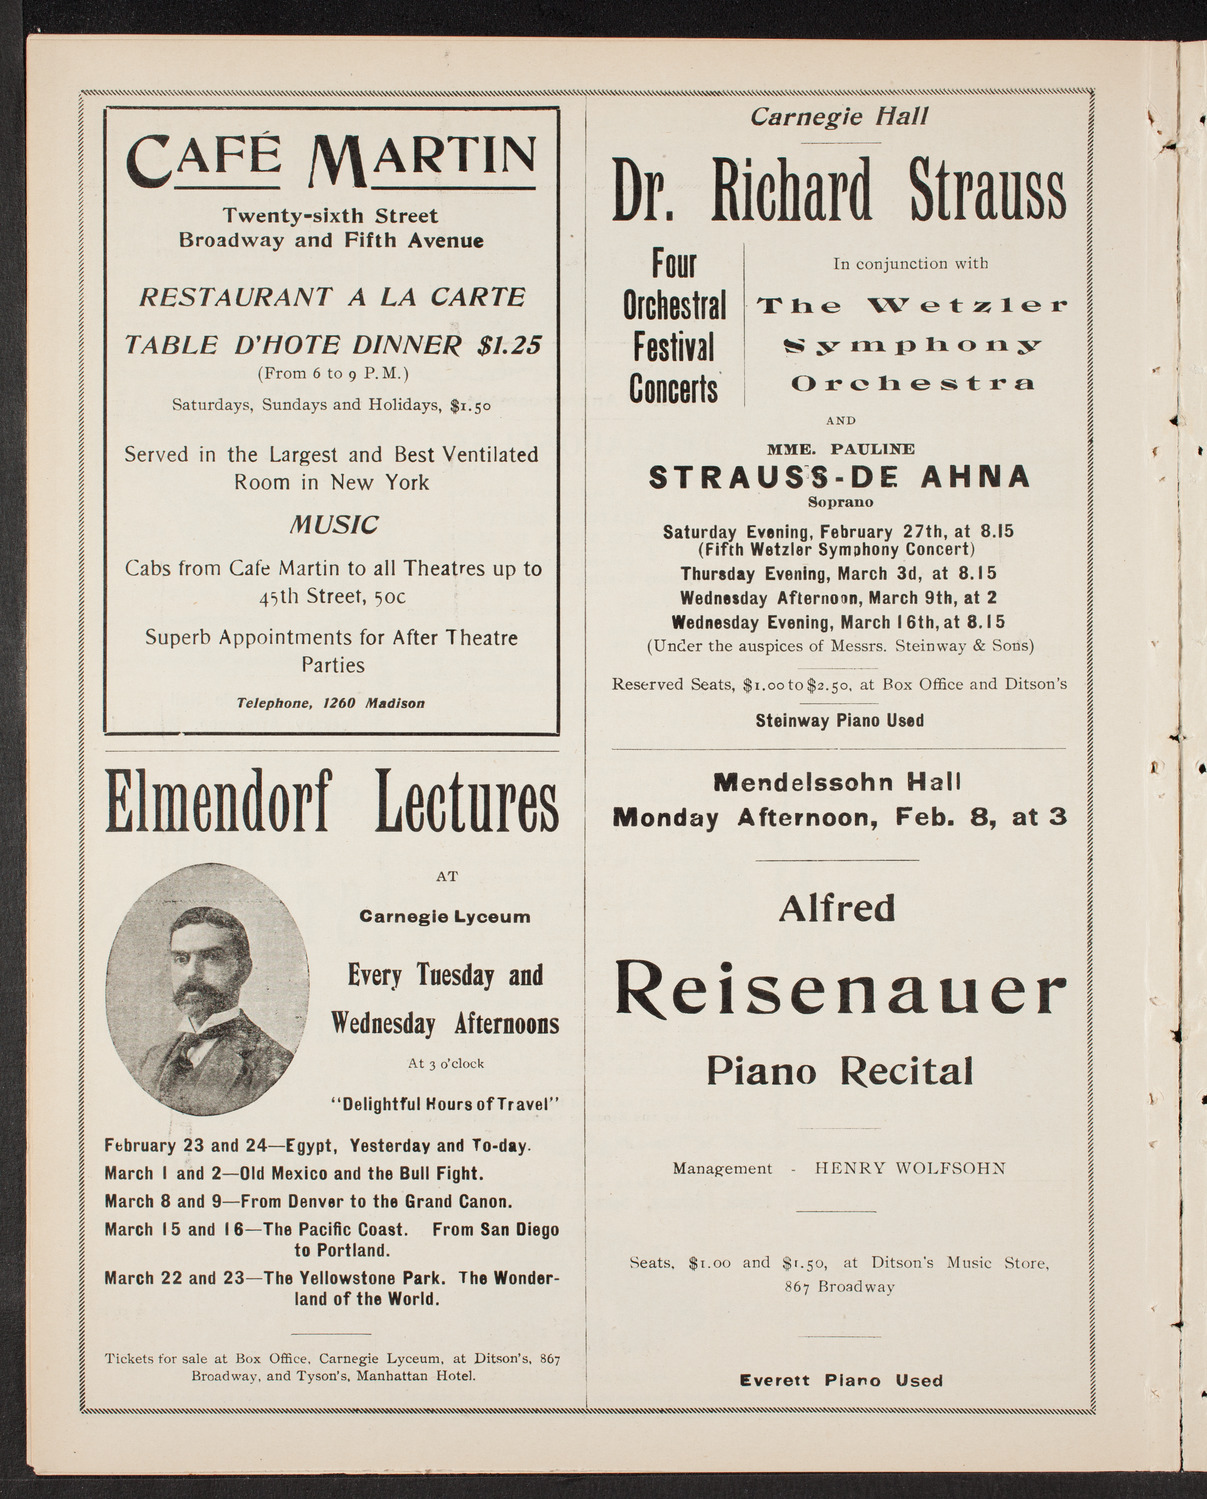 CAFÉ MARTIN
Twenty-sixth Street
Broadway and Fifth Avenue
RESTAURANT A LA CARTE
TABLE D'HOTE DINNER $1.25
(From 6 to 9 P. M.)
Saturdays, Sundays and Holidays, $1.50
Served in the Largest and Best Ventilated
Room in New York
MUSIC
Cabs from Café Martin to all Theatres up to
45th Street, 50c
Superb Appointments for After Theatre
Parties
Telephone, 1260 Madison
Elmendorf Lectures
AT
Carnegie Lyceum
Every Tuesday and
Wednesday Afternoons
At 3 o'clock
"Delightful Hours of Travel"
February 23 and 24—Egypt, Yesterday and To-day.
March 1 and 2—Old Mexico and the Bull Fight.
March 8 and 9—From Denver to the Grand Canon.
March 15 and 16—The Pacific Coast. From San Diego
to Portland.
March 22 and 23—The Yellowstone Park. The Wonder-
land of the World.
Tickets for sale at Box Office, Carnegie Lyceum, at Ditson's, 867
Broadway, and Tyson's, Manhattan Hotel.
Carnegie Hall
Dr. Richard Strauss
Four
Orchestral
Festival
Concerts
In conjunction with
The Wetzler
Symphony
Orchestra
AND
MME. PAULINE
STRAUSS-DE AHNA
Soprano
Saturday Evening, February 27th, at 8.15
(Fifth Wetzler Symphony Concert)
Thursday Evening, March 3d, at 8.15
Wednesday Afternoon, March 9th, at 2
Wednesday Evening, March 16th, at 8.15
(Under the auspices of Messrs. Steinway & Sons)
Reserved Seats, $1.00 to $2.50, at Box Office and Ditson's
Steinway Piano Used
Mendelssohn Hall
Monday Afternoon, Feb. 8, at 3
Alfred
Reisenauer
Piano Recital
Management - HENRY WOLFSOHN
Seats, $1.00 and $1.50, at Ditson's Music Store,
867 Broadway
Everett Piano Used